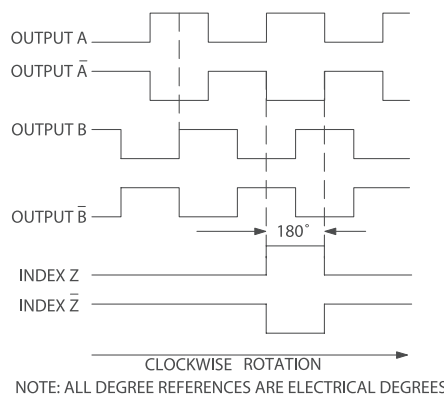 OUTPUT A
OUTPUT A̅
OUTPUT B
OUTPUT B̅
180°
INDEX Z
INDEX Z̅
CLOCKWISE ROTATION
NOTE: ALL DEGREE REFERENCES ARE ELECTRICAL DEGREES